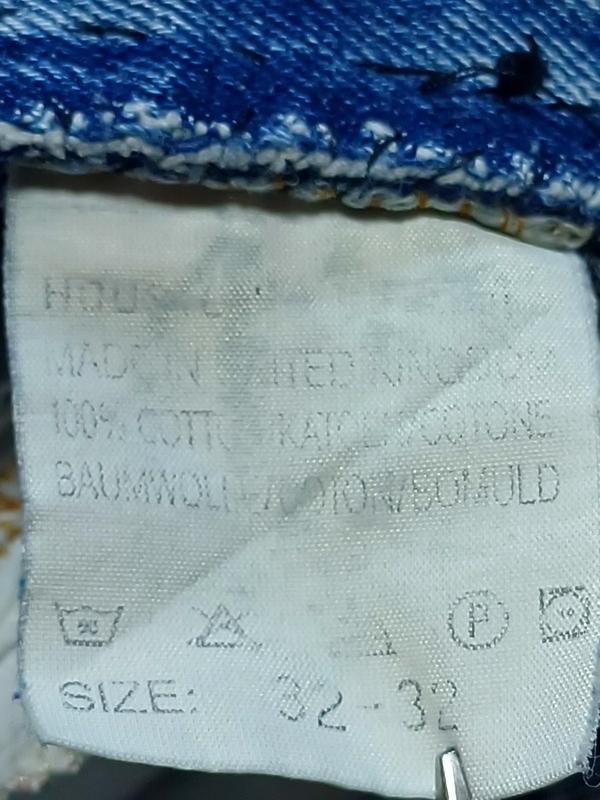 MADE IN UNITED KINGDOM
100% COTTON/KATOEN/COTONE
BAUMWOLLE/COTON/BOMULD
P
SIZE: 32-32